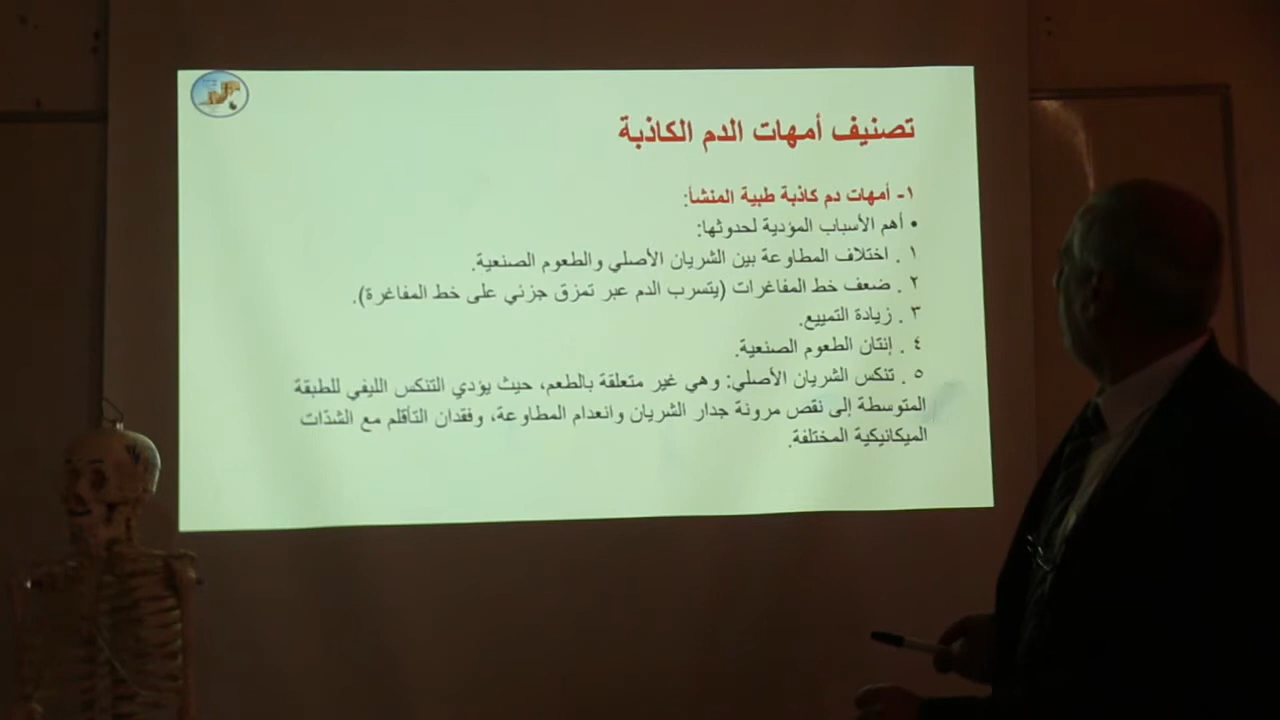 تصنيف أمهات الدم الكاذبة
١- أمهات دم كاذبة طبية المنشأ:
• أهم الأسباب المؤدية لحدوثها:
١ . اختلاف المطاوعة بين الشريان الأصلي والطعوم الصنعية.
٢ . ضعف خط المفاغرات (يتسرب الدم عبر تمزق جزئي على خط المفاغرة).
٣ . زيادة التمييع.
٤ . إنتان الطعوم الصنعية.
٥ . تنكس الشريان الأصلي: وهي غير متعلقة بالطعم، حيث يؤدي التنكس الليفي للطبقة
المتوسطة إلى نقص مرونة جدار الشريان وانعدام المطاوعة، وفقدان التأقلم مع الشدّات
الميكانيكية المختلفة.